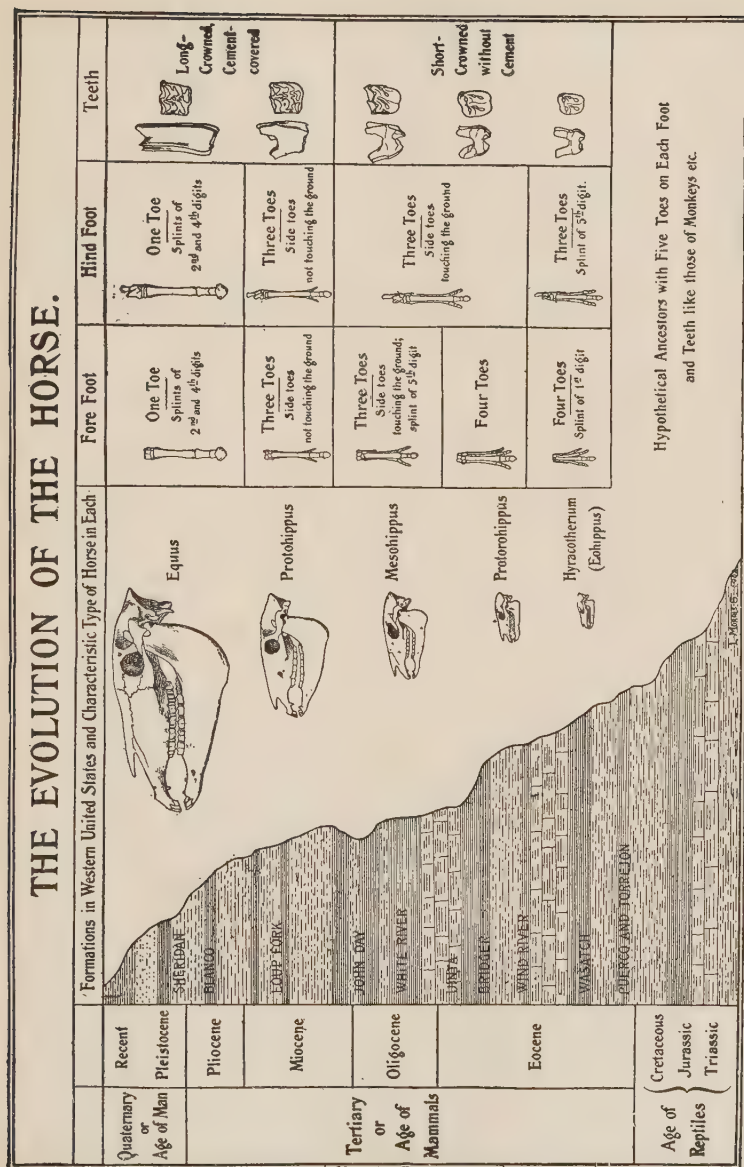 THE EVOLUTION OF THE HORSE.
Formations in Western United States and Characteristic Type of Horse in Each
Fore Foot
Hind Foot
Teeth
Quaternary
or
Age of Man
Recent
Pleistocene
SHERIDAN
Equus
One Toe
Splints of
2nd and 4th digits
One Toe
Splints of
2nd and 4th digits
Long-
Crowned,
Cement-
covered
Tertiary
or
Age of
Mammals
Pliocene
BLANCO
Miocene
LOUP FORK
Protohippus
Three Toes
Side toes
not touching the ground
Three Toes
Side toes
not touching the ground
Oligocene
JOHN DAY
WHITE RIVER
Mesohippus
Three Toes
Side toes
touching the ground;
splint of 5th digit
Three Toes
Side toes
touching the ground
Short-
Crowned
without
Cement
Eocene
UINTA
BRIDGER
WIND RIVER
WASATCH
PUERCO AND TORREJON
Protorohippus
Four Toes
Hyracotherium
(Eohippus)
Four Toes
Splint of 1st digit
Three Toes
Splint of 5th digit.
Age of
Reptiles
Cretaceous
Jurassic
Triassic
Hypothetical Ancestors with Five Toes on Each Foot
and Teeth like those of Monkeys etc.